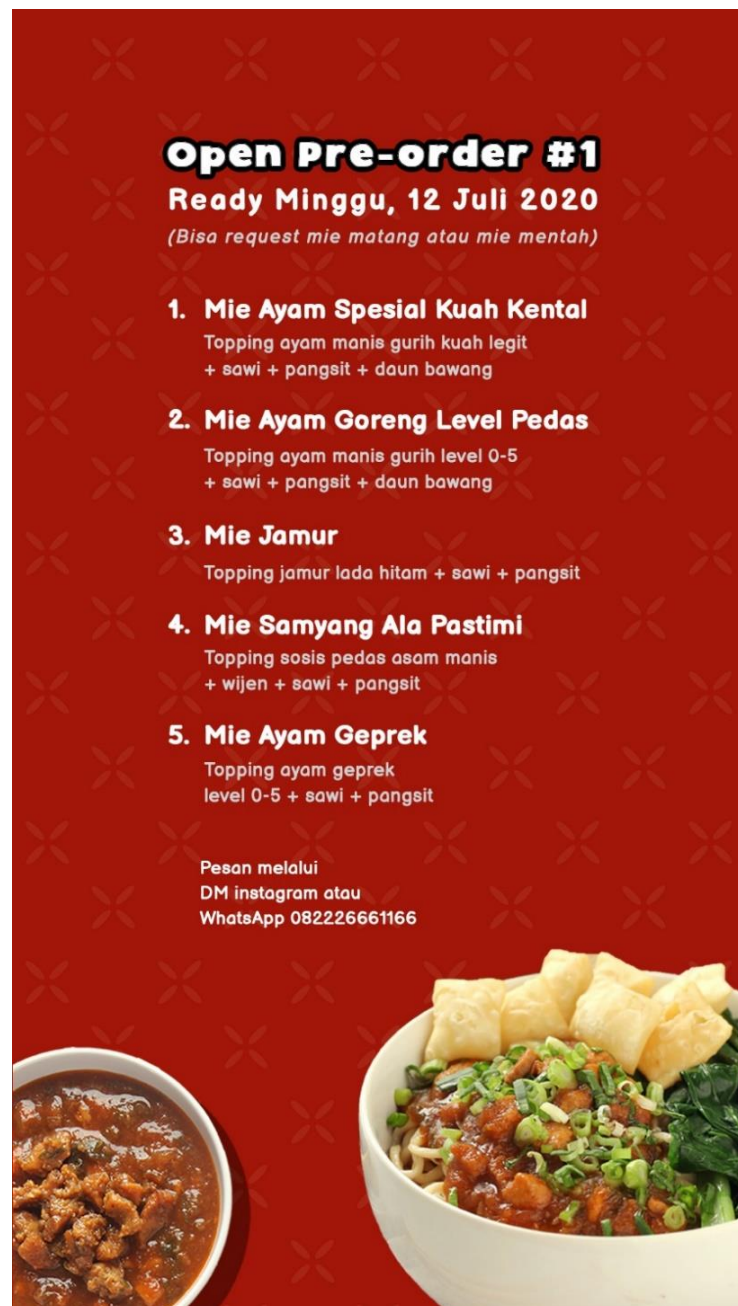 Open Pre-order #1
Ready Minggu, 12 Juli 2020
(Bisa request mie matang atau mie mentah)
1. Mie Ayam Spesial Kuah Kental
Topping ayam manis gurih kuah legit
+ sawi + pangsit + daun bawang
2. Mie Ayam Goreng Level Pedas
Topping ayam manis gurih level 0-5
+ sawi + pangsit + daun bawang
3. Mie Jamur
Topping jamur lada hitam + sawi + pangsit
4. Mie Samyang Ala Pastimi
Topping sosis pedas asam manis
+ wijen + sawi + pangsit
5. Mie Ayam Geprek
Topping ayam geprek
level 0-5 + sawi + pangsit
Pesan melalui
DM instagram atau
WhatsApp 082226661166